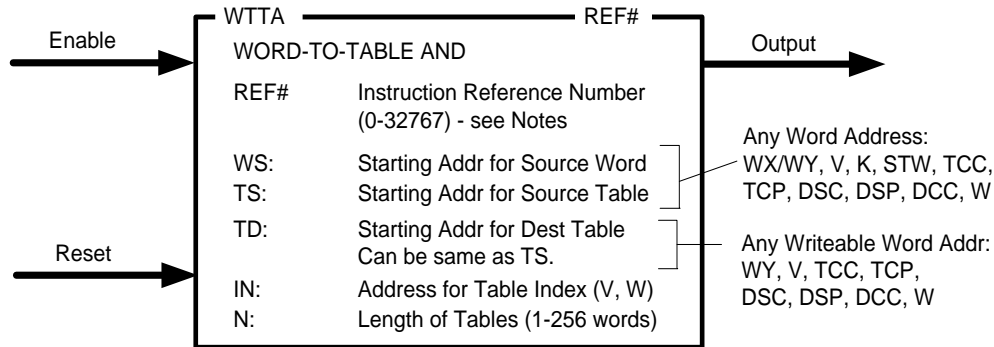 WTTA REF#
Enable
WORD-TO-TABLE AND
Output
REF# Instruction Reference Number
(0-32767) - see Notes
WS: Starting Addr for Source Word
TS: Starting Addr for Source Table
Any Word Address:
WX/WY, V, K, STW, TCC,
TCP, DSC, DSP, DCC, W
TD: Starting Addr for Dest Table
Can be same as TS.
Reset
Any Writeable Word Addr:
WY, V, TCC, TCP,
DSC, DSP, DCC, W
IN: Address for Table Index (V, W)
N: Length of Tables (1-256 words)